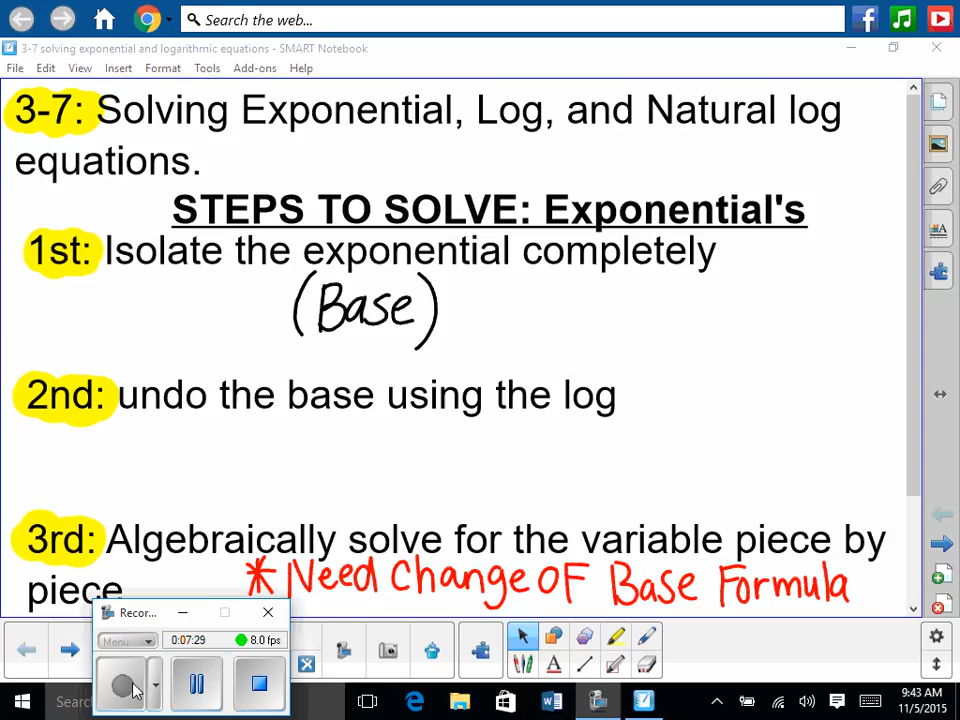 Search the web...
3-7 solving exponential and logarithmic equations - SMART Notebook
File Edit View Insert Format Tools Add-ons Help
3-7: Solving Exponential, Log, and Natural log
equations.
STEPS TO SOLVE: Exponential's
1st: Isolate the exponential completely
(Base)
2nd: undo the base using the log
3rd: Algebraically solve for the variable piece by
piece
*Need Change OF Base Formula
Recor...
Menu 0:07:29 8.0 fps
Search
9:43 AM
11/5/2015